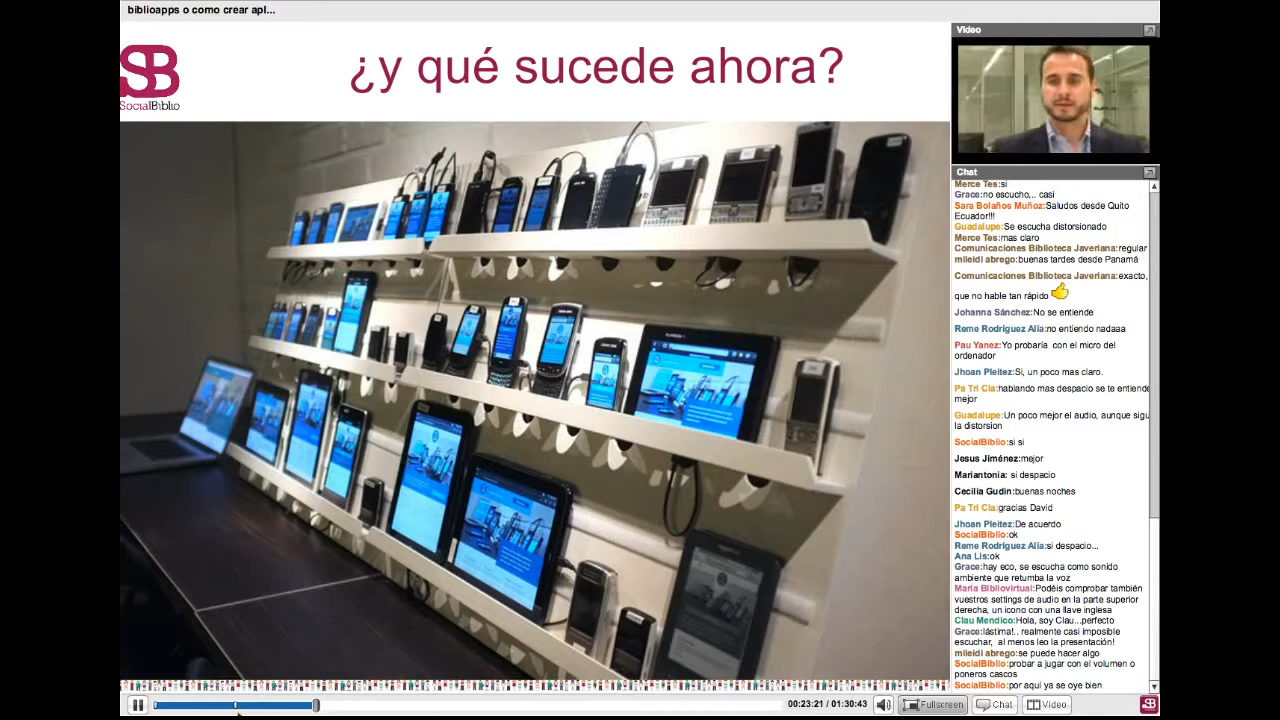 biblioapps o como crear apl...
¿y qué sucede ahora?
SB
SocialBiblio
Video
Chat
Merce Tes:si
Grace:no escucho,.. casi
Sara Bolaños Muñoz:Saludos desde Quito
Ecuador!!!
Guadalupe:Se escucha distorsionado
Merce Tes:mas claro
Comunicaciones Biblioteca Javeriana:regular
mileidi abrego:buenas tardes desde Panamá
Comunicaciones Biblioteca Javeriana:exacto,
que no hable tan rápido
Johanna Sánchez:No se entiende
Reme Rodríguez Alía:no entiendo nadaaa
Pau Yanez:Yo probaría con el micro del
ordenador
Jhoan Pleitez:Si, un poco mas claro.
Pa Tri Cia:hablando mas despacio se te entiende
mejor
Guadalupe:Un poco mejor el audio, aunque sigu
la distorsion
SocialBiblio:si si
Jesus Jiménez:mejor
Mariantonia: si despacio
Cecilia Gudin:buenas noches
Pa Tri Cia:gracias David
Jhoan Pleitez:De acuerdo
SocialBiblio:ok
Reme Rodríguez Alía:si despacio...
Ana Lis:ok
Grace:hay eco, se escucha como sonido
ambiente que retumba la voz
María Bibliovirtual:Podéis comprobar también
vuestros settings de audio en la parte superior
derecha, un icono con una llave inglesa
Clau Mendico:Hola, soy Clau...perfecto
Grace:lástima!.. realmente casi imposible
escuchar, al menos leo la presentación!
mileidi abrego:se puede hacer algo
SocialBiblio:probar a jugar con el volumen o
poneros cascos
SocialBiblio:por aquí ya se oye bien
00:23:21 / 01:30:43
Fullscreen
Chat
Video
SB